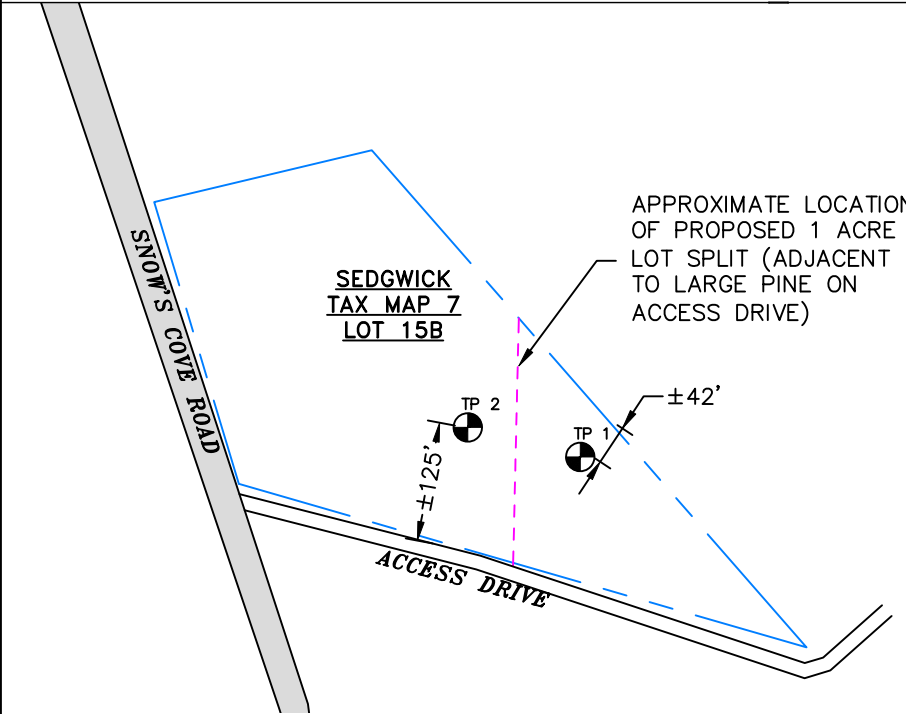 APPROXIMATE LOCATION
OF PROPOSED 1 ACRE
LOT SPLIT (ADJACENT
TO LARGE PINE ON
ACCESS DRIVE)
SNOW'S COVE ROAD
SEDGWICK
TAX MAP 7
LOT 15B
±42'
TP 2
TP 1
±125'
ACCESS DRIVE